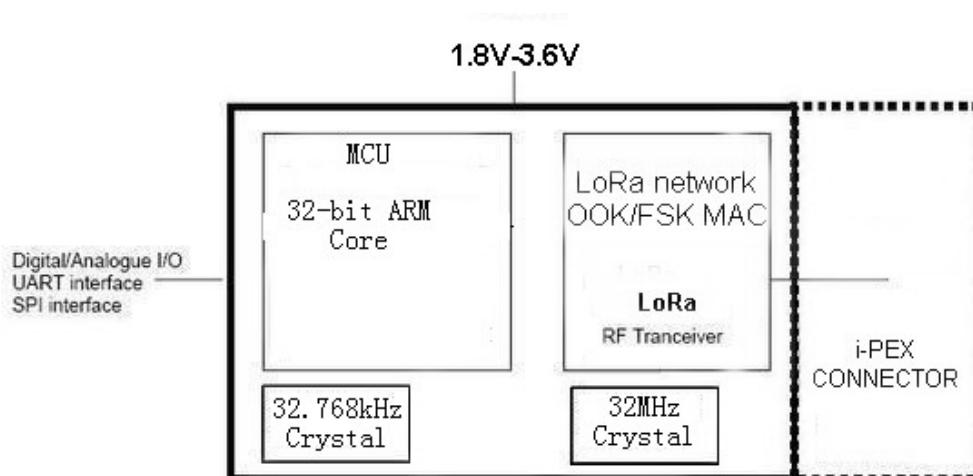 1.8V-3.6V
MCU
32-bit ARM
Core
LoRa network
OOK/FSK MAC
LoRa
RF Tranceiver
Digital/Analogue I/O
UART interface
SPI interface
i-PEX
CONNECTOR
32.768kHz
Crystal
32MHz
Crystal